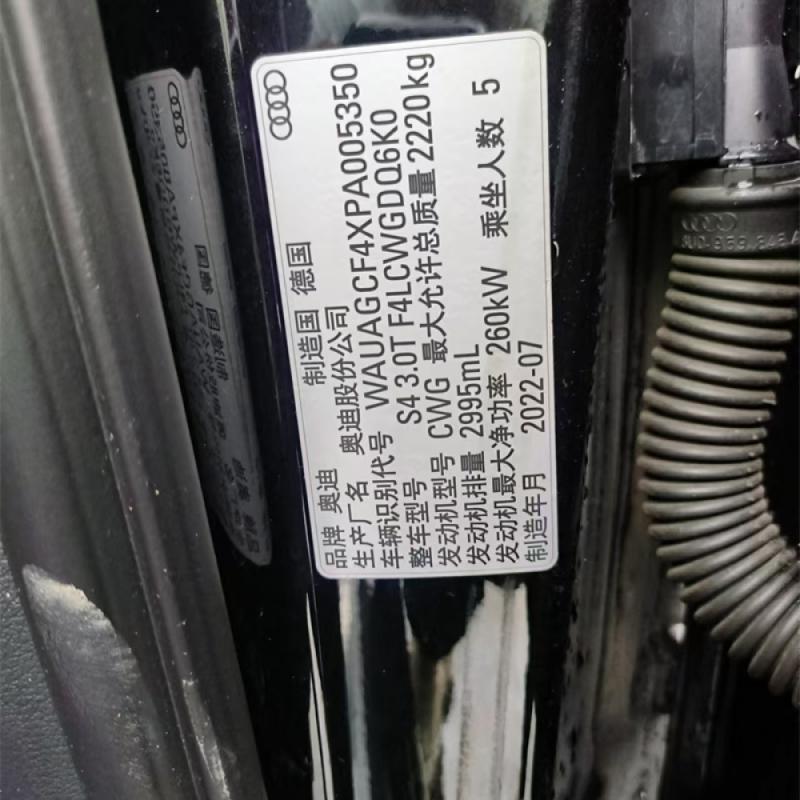 品牌 奥迪 制造国 德国
生产厂名 奥迪股份公司
车辆识别代号 WAUAGCF4XPA005350
整车型号 S4 3.0T F4LCWGDQ6K0
发动机型号 CWG 最大允许总质量 2220kg
发动机排量 2995mL
发动机最大净功率 260kW 乘坐人数 5
制造年月 2022-07